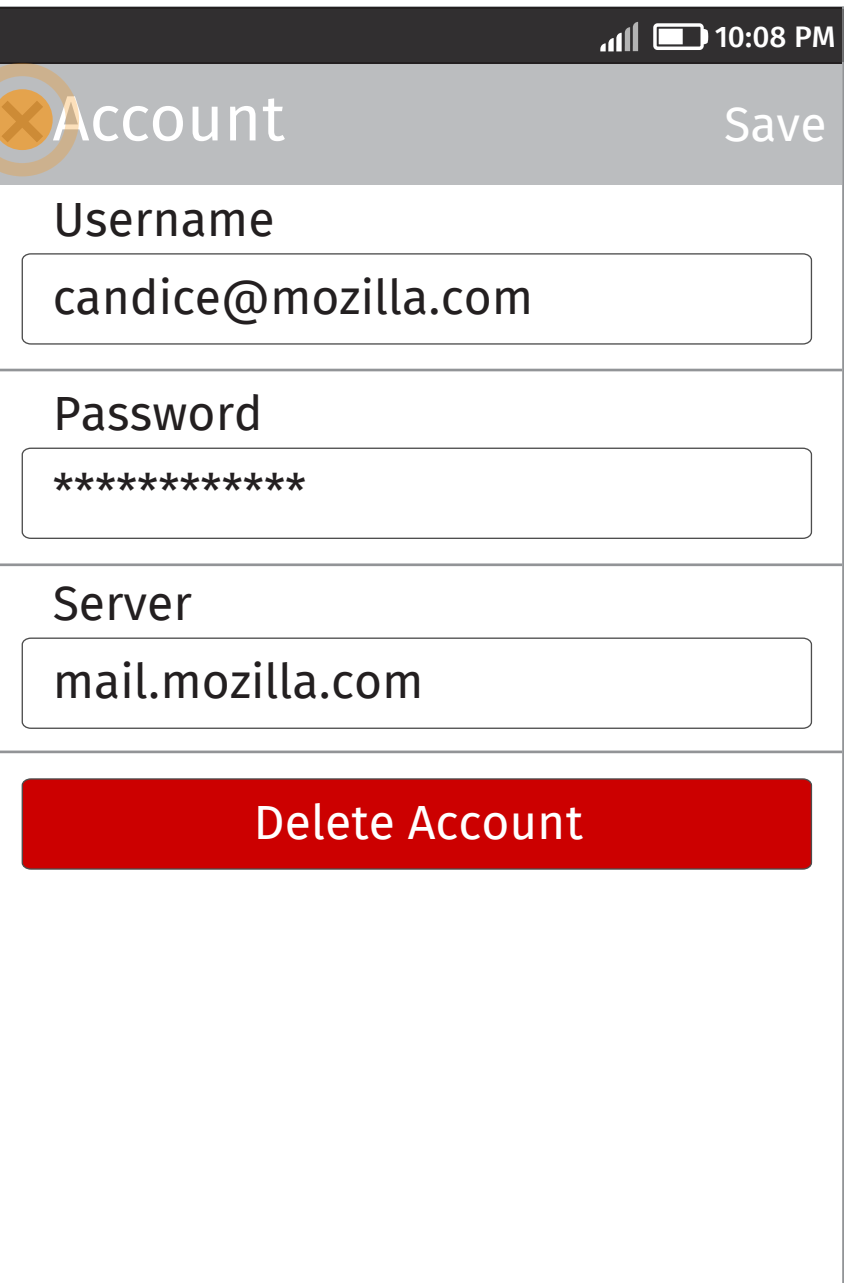 10:08 PM
Account
Save
Username
candice@mozilla.com
Password
************
Server
mail.mozilla.com
Delete Account